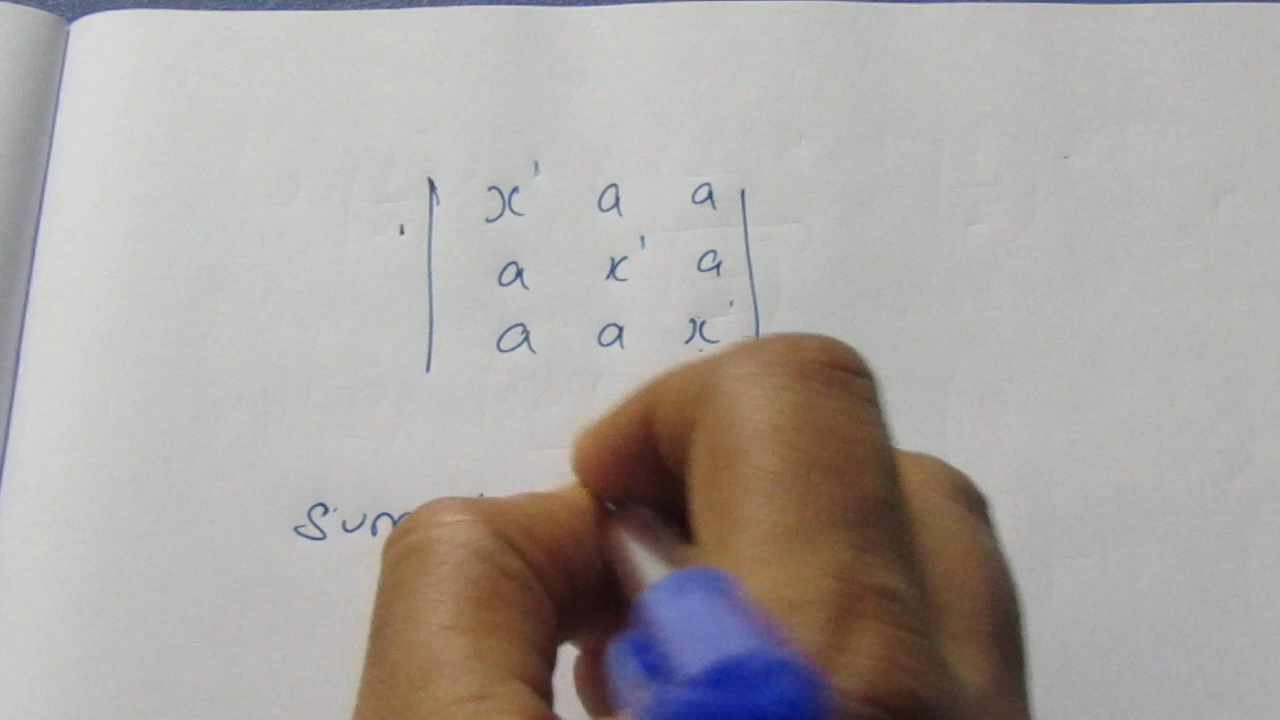 | x' a a |
a x' a
a a x'
Sum